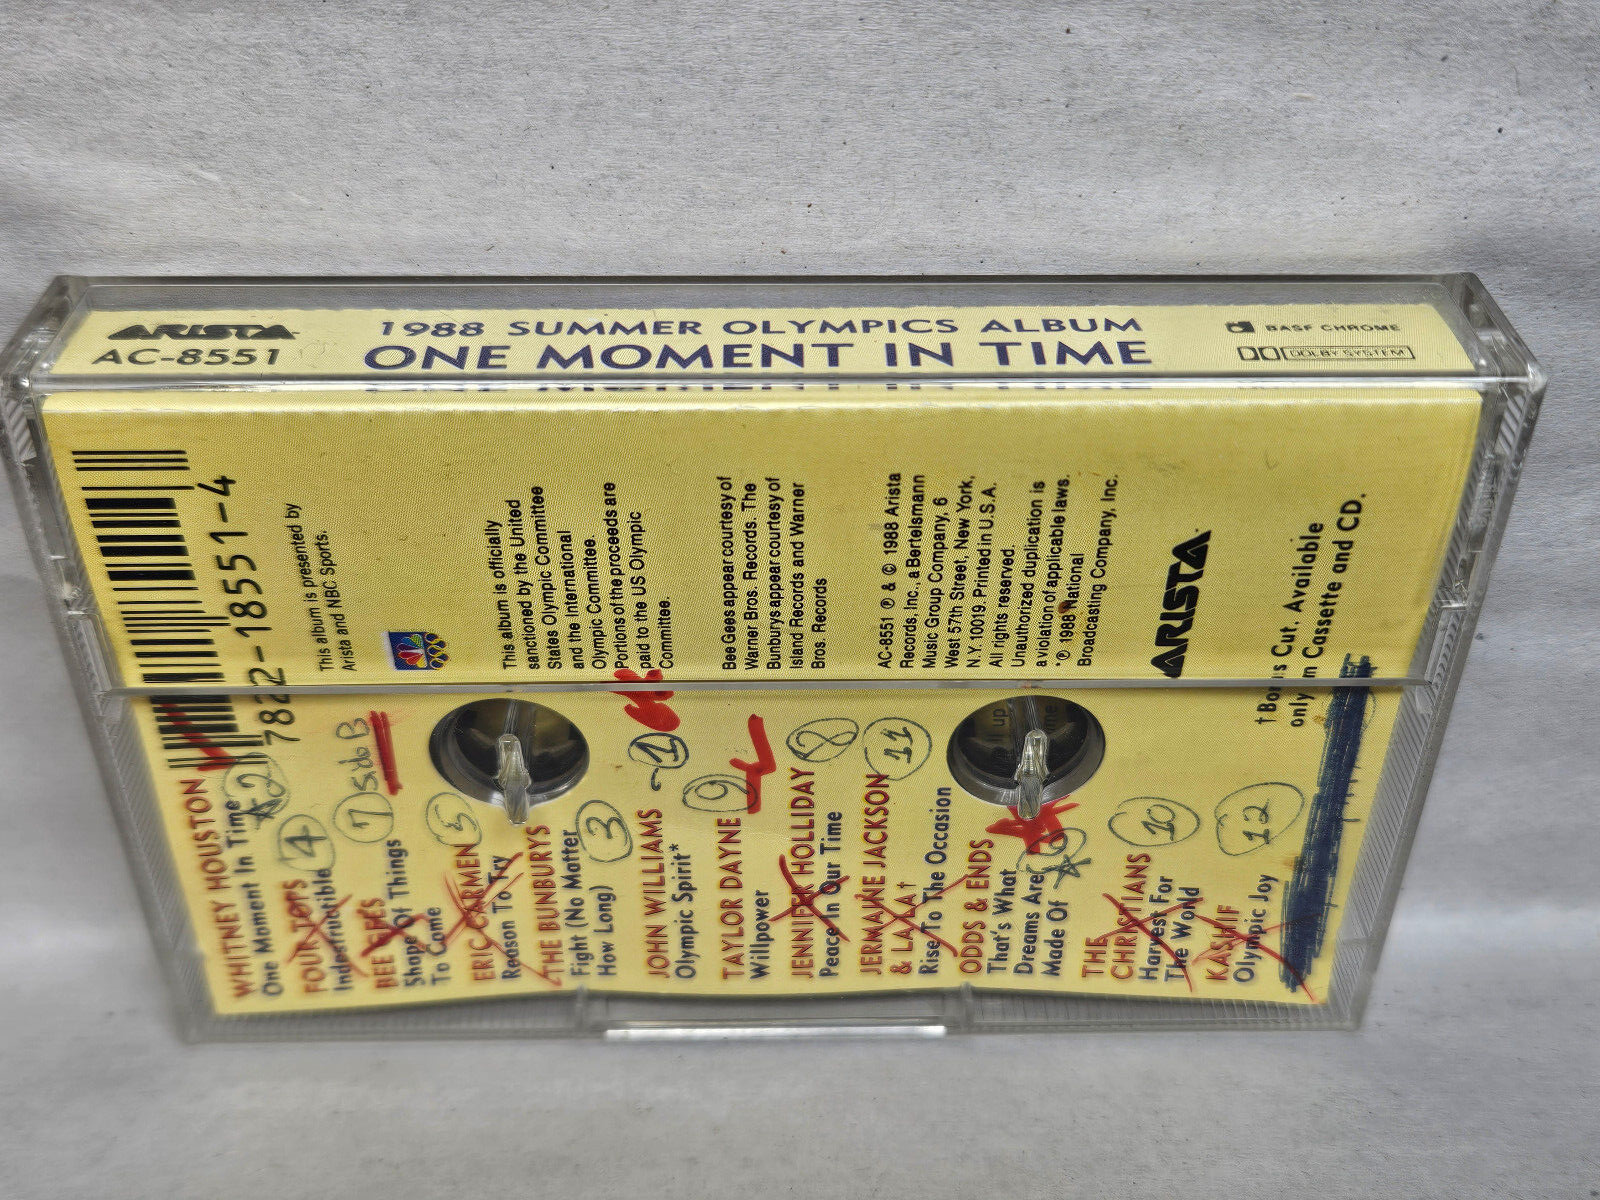 ARISTA
AC-8551
1988 SUMMER OLYMPICS ALBUM
ONE MOMENT IN TIME
BASF CHROME
DOLBY SYSTEM
7822-18551-4
This album is presented by
Arista and NBC Sports.
This album is officially
sanctioned by the United
States Olympic Committee
and the International
Olympic Committee.
Portions of the proceeds are
paid to the US Olympic
Committee.
Bee Gees appear courtesy of
Warner Bros. Records. The
Bunburys appear courtesy of
Island Records and Warner
Bros. Records
AC-8551 ℗ & © 1988 Arista
Records, Inc., a Bertelsmann
Music Group Company, 6
West 57th Street, New York,
N.Y. 10019. Printed in U.S.A.
All rights reserved.
Unauthorized duplication is
a violation of applicable laws.
*℗ 1988 National
Broadcasting Company, Inc.
ARISTA
†Bonus Cut. Available
only on Cassette and CD.
WHITNEY HOUSTON
One Moment In Time
2
FOUR TOPS
Indestructible
4
BEE GEES
Shape Of Things
To Come
7 Side B
ERIC CARMEN
Reason To Try
5
THE BUNBURYS
Fight (No Matter
How Long)
3
JOHN WILLIAMS
Olympic Spirit*
1
TAYLOR DAYNE
Willpower
9
JENNIFER HOLLIDAY
Peace In Our Time
8
JERMAINE JACKSON
& LA LA†
Rise To The Occasion
11
ODDS & ENDS
That's What
Dreams Are
Made Of
6
THE
CHRISTIANS
Harvest For
The World
10
KASHIF
Olympic Joy
12